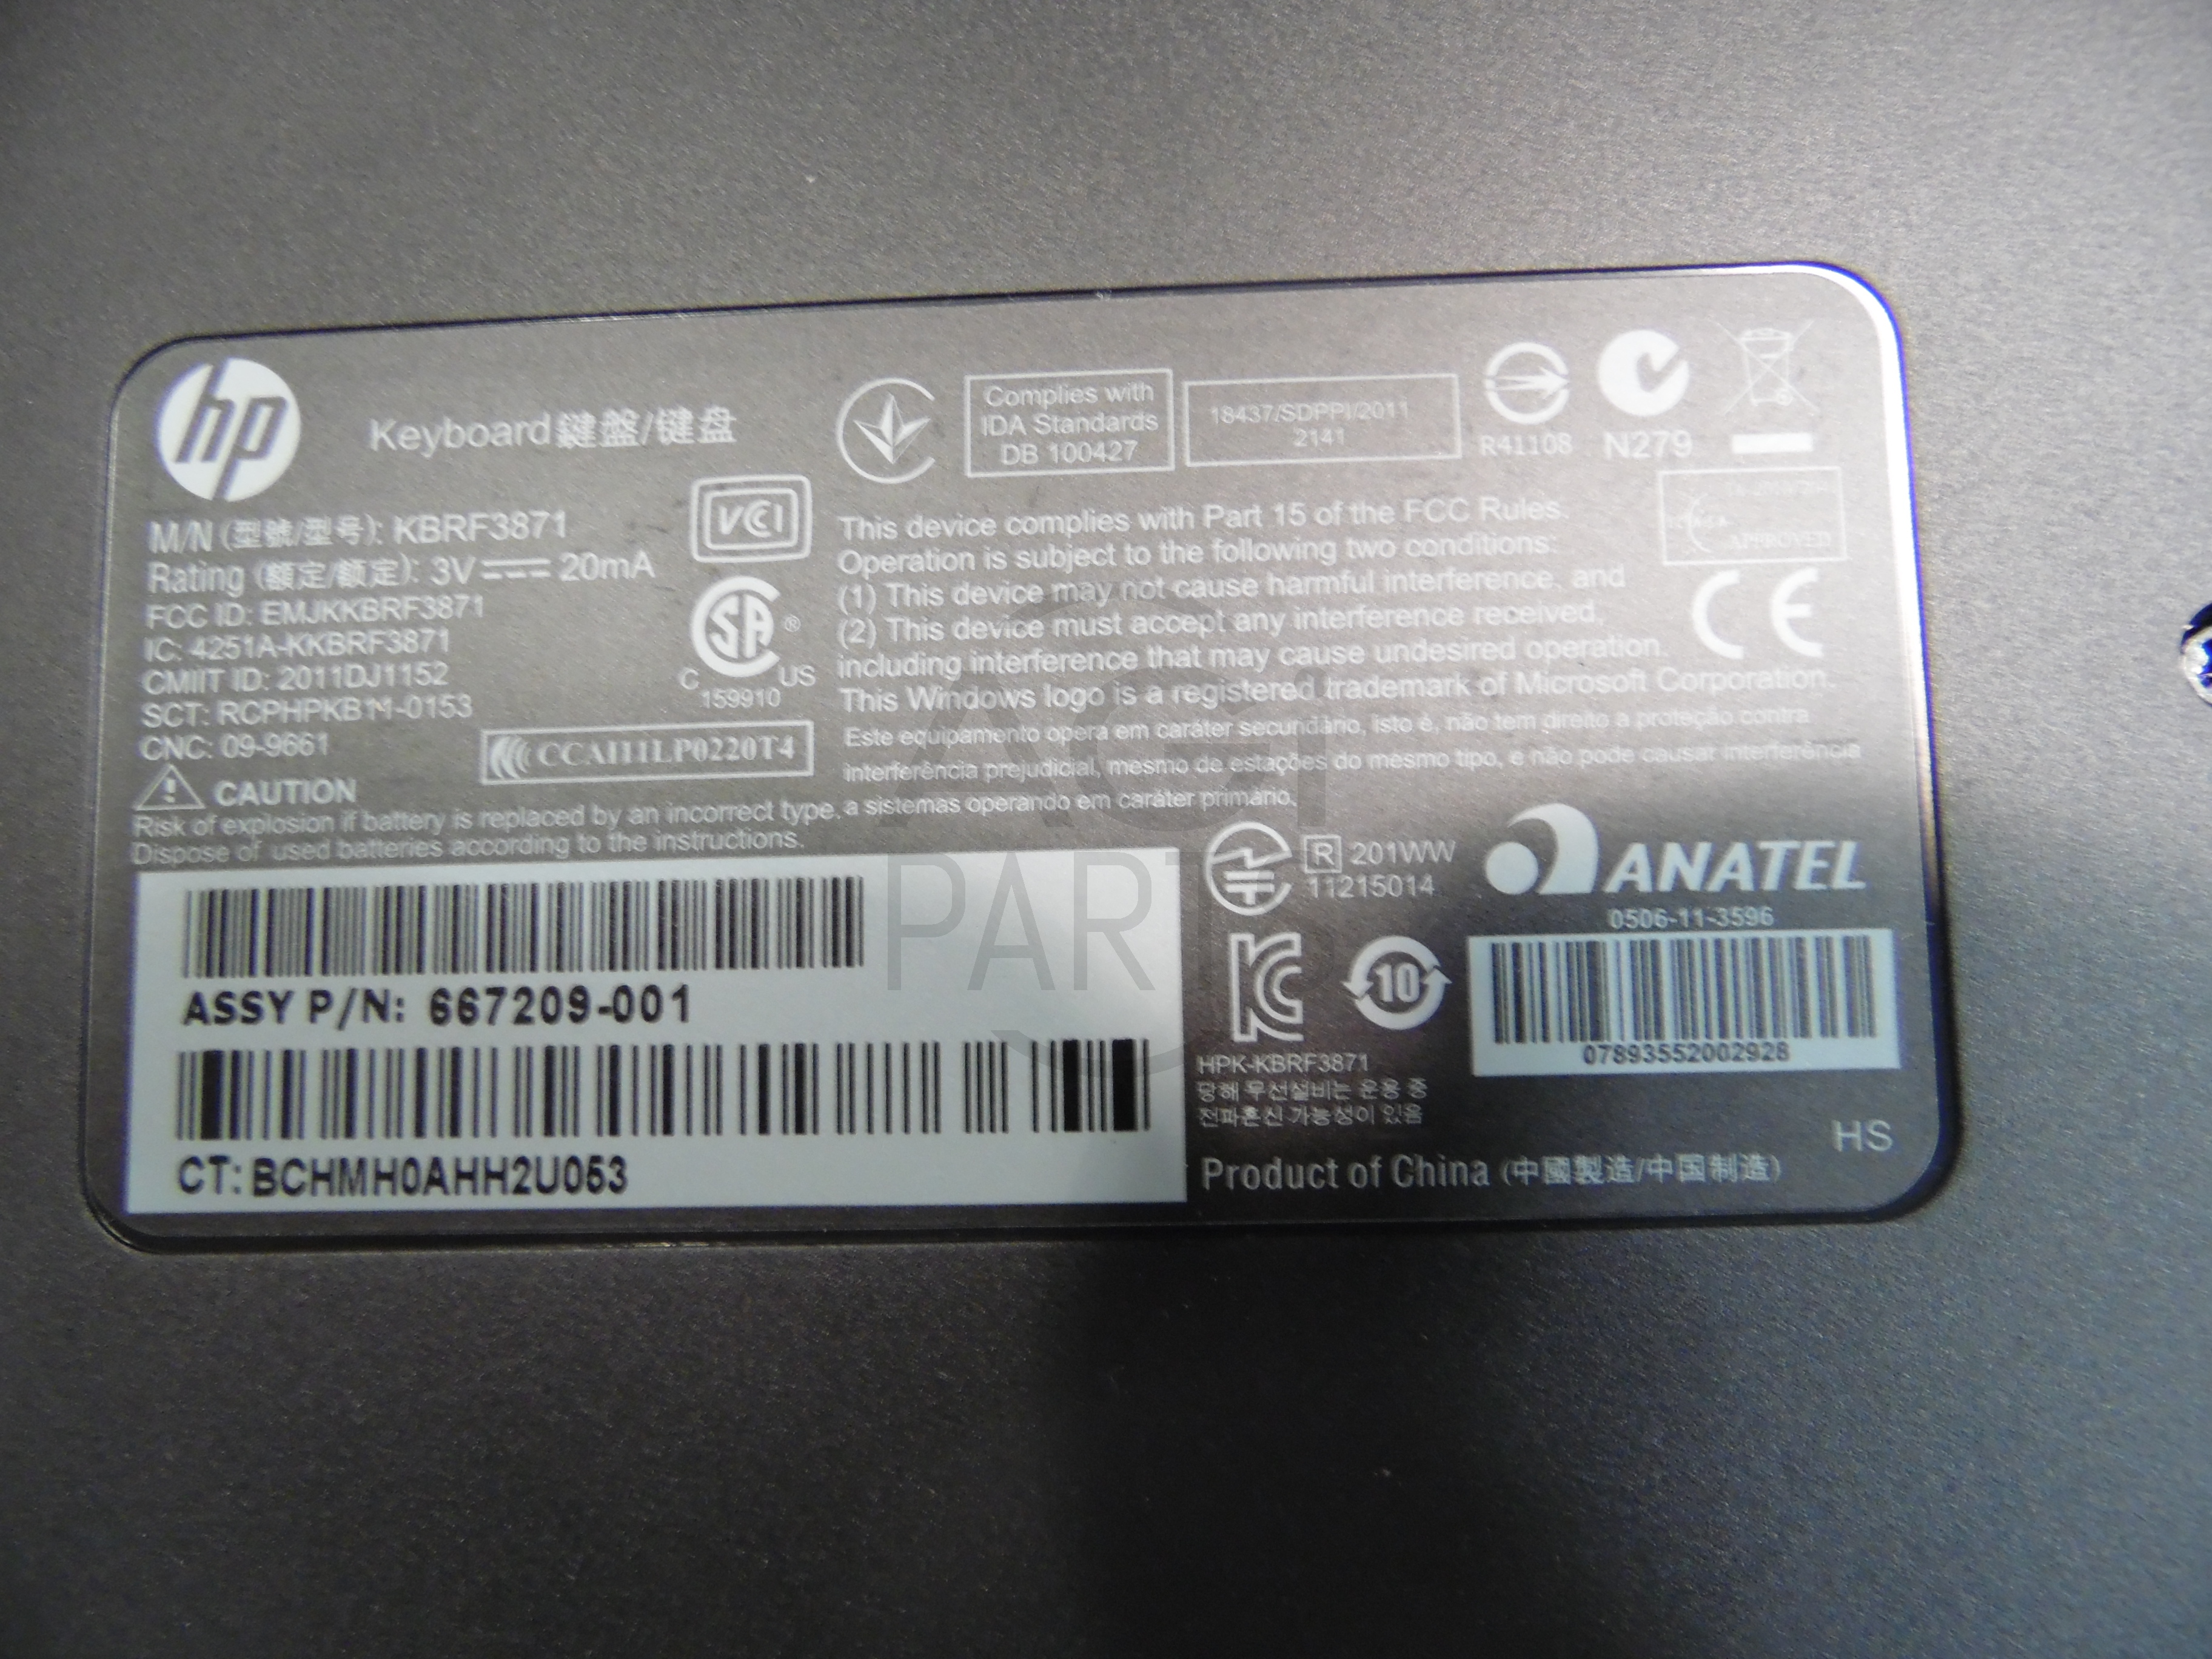 hp
Keyboard鍵盤/键盘
M/N (型號/型号): KBRF3871
Rating (額定/额定): 3V 20mA
FCC ID: EMJKKBRF3871
IC: 4251A-KKBRF3871
CMIIT ID: 2011DJ1152
SCT: RCPHPKB11-0153
CNC: 09-9661
VCI
SA ®
C US
159910
CCAI11LP0220T4
CAUTION
Risk of explosion if battery is replaced by an incorrect type.
Dispose of used batteries according to the instructions.
Complies with
IDA Standards
DB 100427
18437/SDPPI/2011
2141
R41108
N279
APPROVED
CE
This device complies with Part 15 of the FCC Rules.
Operation is subject to the following two conditions:
(1) This device may not cause harmful interference, and
(2) This device must accept any interference received,
including interference that may cause undesired operation.
This Windows logo is a registered trademark of Microsoft Corporation.
Este equipamento opera em caráter secundário, isto é, não tem direito a proteção contra
interferência prejudicial, mesmo de estações do mesmo tipo, e não pode causar interferência
a sistemas operando em caráter primário.
R 201WW
11215014
ANATEL
0506-11-3596
07893552002928
10
HPK-KBRF3871
당해 무선설비는 운용 중
전파혼신 가능성이 있음
HS
Product of China (中國製造/中国制造)
ASSY P/N: 667209-001
CT: BCHMH0AHH2U053
AGi
PARTS